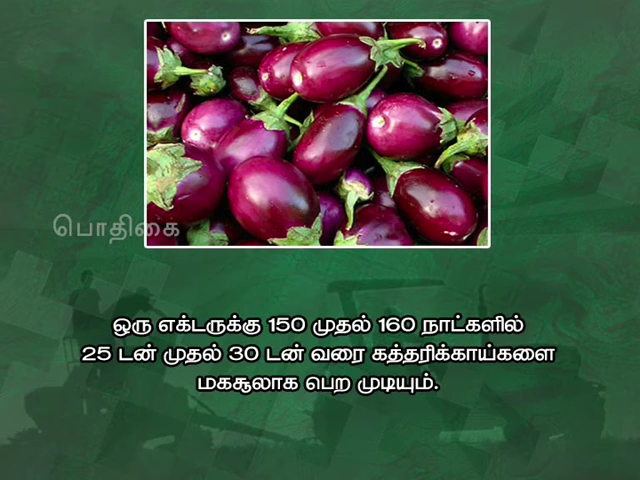 பொதிகை
ஒரு எக்டருக்கு 150 முதல் 160 நாட்களில்
25 டன் முதல் 30 டன் வரை கத்தரிக்காய்களை
மகசூலாக பெற முடியும்.